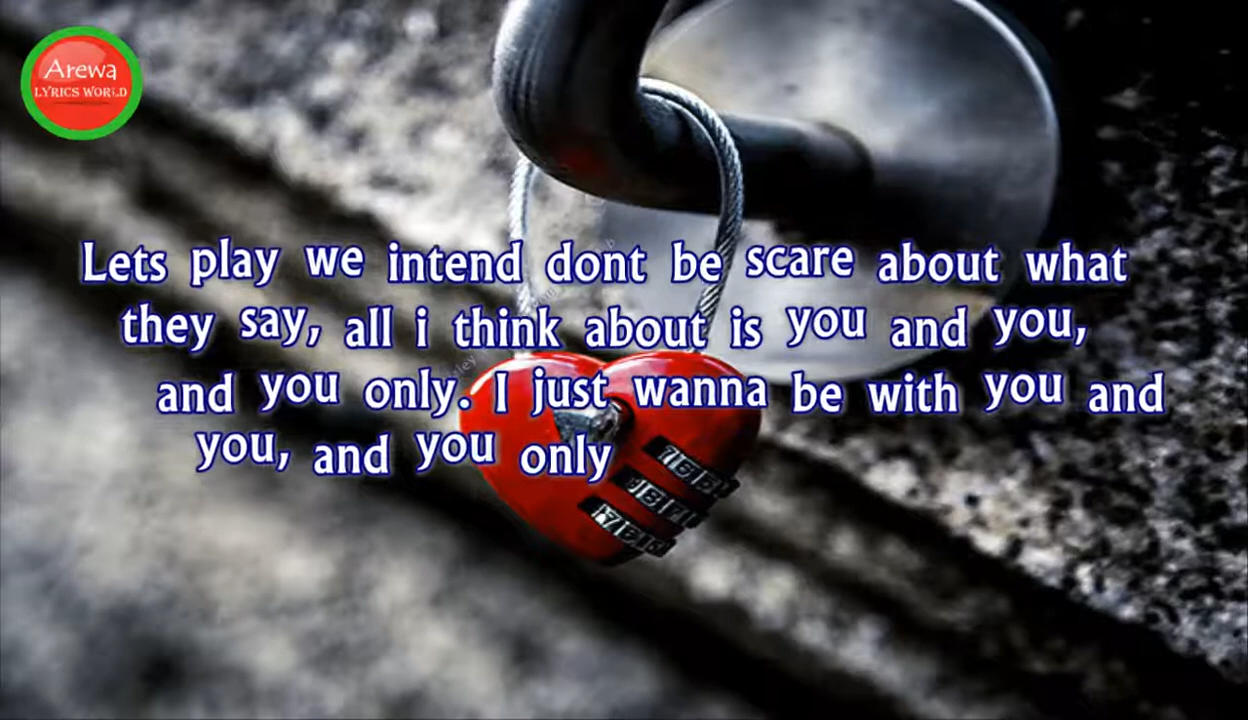 Arewa
LYRICS WORLD
Lets play we intend dont be scare about what
they say, all i think about is you and you,
and you only. I just wanna be with you and
you, and you only